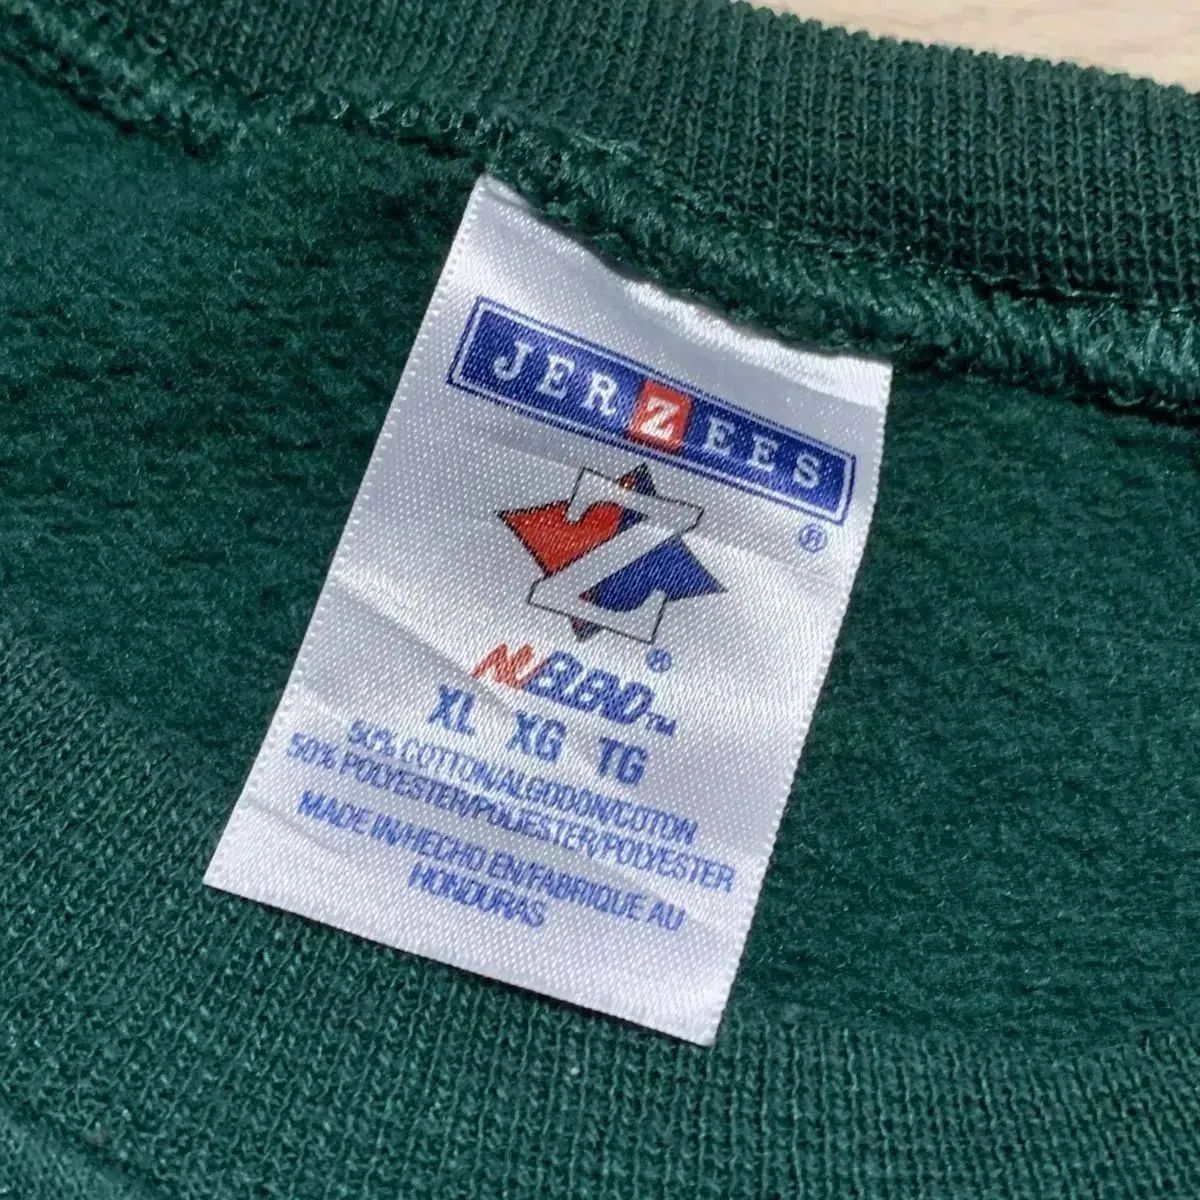 JERZEES
®
Z
®
NUBLEND™
XL XG TG
50% COTTON/ALGODON/COTON
50% POLYESTER/POLIESTER/POLYESTER
MADE IN/HECHO EN/FABRIQUE AU
HONDURAS